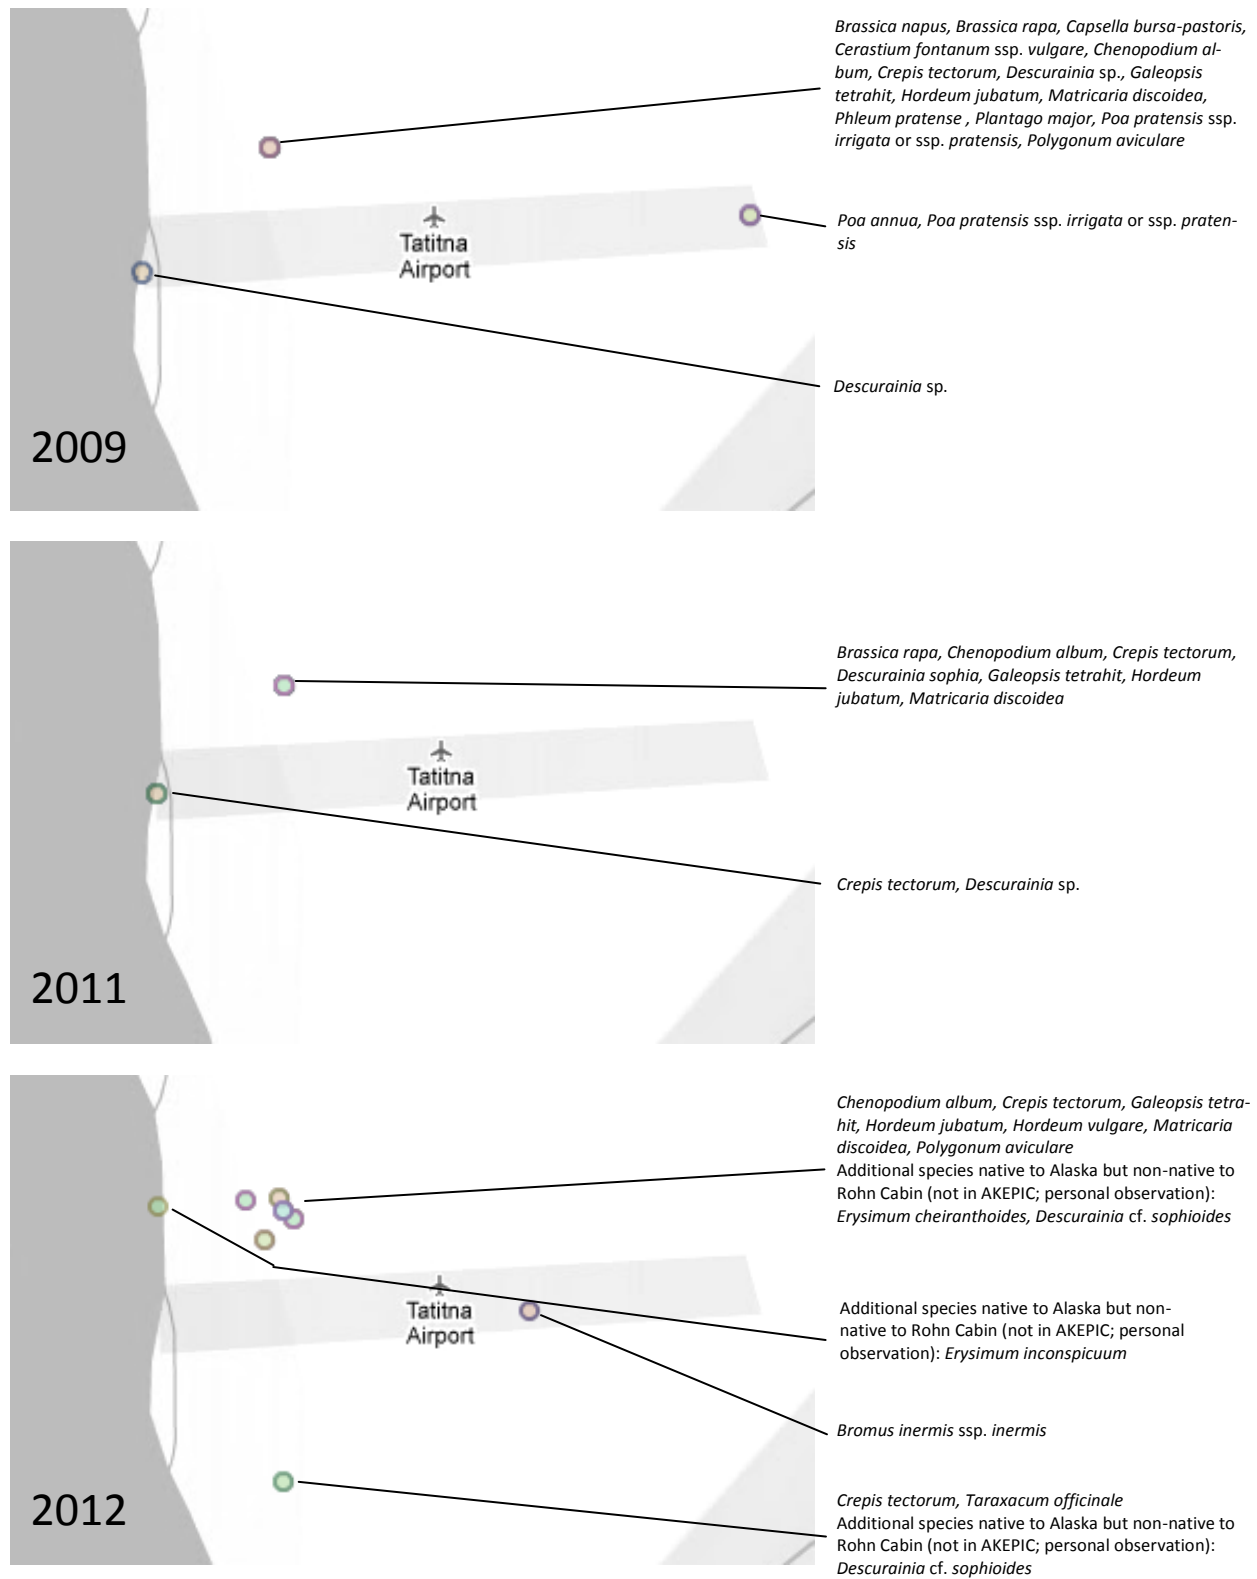 Brassica napus, Brassica rapa, Capsella bursa-pastoris,
Cerastium fontanum ssp. vulgare, Chenopodium al-
bum, Crepis tectorum, Descurainia sp., Galeopsis
tetrahit, Hordeum jubatum, Matricaria discoidea,
Phleum pratense , Plantago major, Poa pratensis ssp.
irrigata or ssp. pratensis, Polygonum aviculare
Poa annua, Poa pratensis ssp. irrigata or ssp. praten-
sis
Tatitna
Airport
Descurainia sp.
2009
Brassica rapa, Chenopodium album, Crepis tectorum,
Descurainia sophia, Galeopsis tetrahit, Hordeum
jubatum, Matricaria discoidea
Tatitna
Airport
Crepis tectorum, Descurainia sp.
2011
Chenopodium album, Crepis tectorum, Galeopsis tetra-
hit, Hordeum jubatum, Hordeum vulgare, Matricaria
discoidea, Polygonum aviculare
Additional species native to Alaska but non-native to
Rohn Cabin (not in AKEPIC; personal observation):
Erysimum cheiranthoides, Descurainia cf. sophioides
Tatitna
Airport
Additional species native to Alaska but non-
native to Rohn Cabin (not in AKEPIC; personal
observation): Erysimum inconspicuum
Bromus inermis ssp. inermis
2012
Crepis tectorum, Taraxacum officinale
Additional species native to Alaska but non-native to
Rohn Cabin (not in AKEPIC; personal observation):
Descurainia cf. sophioides